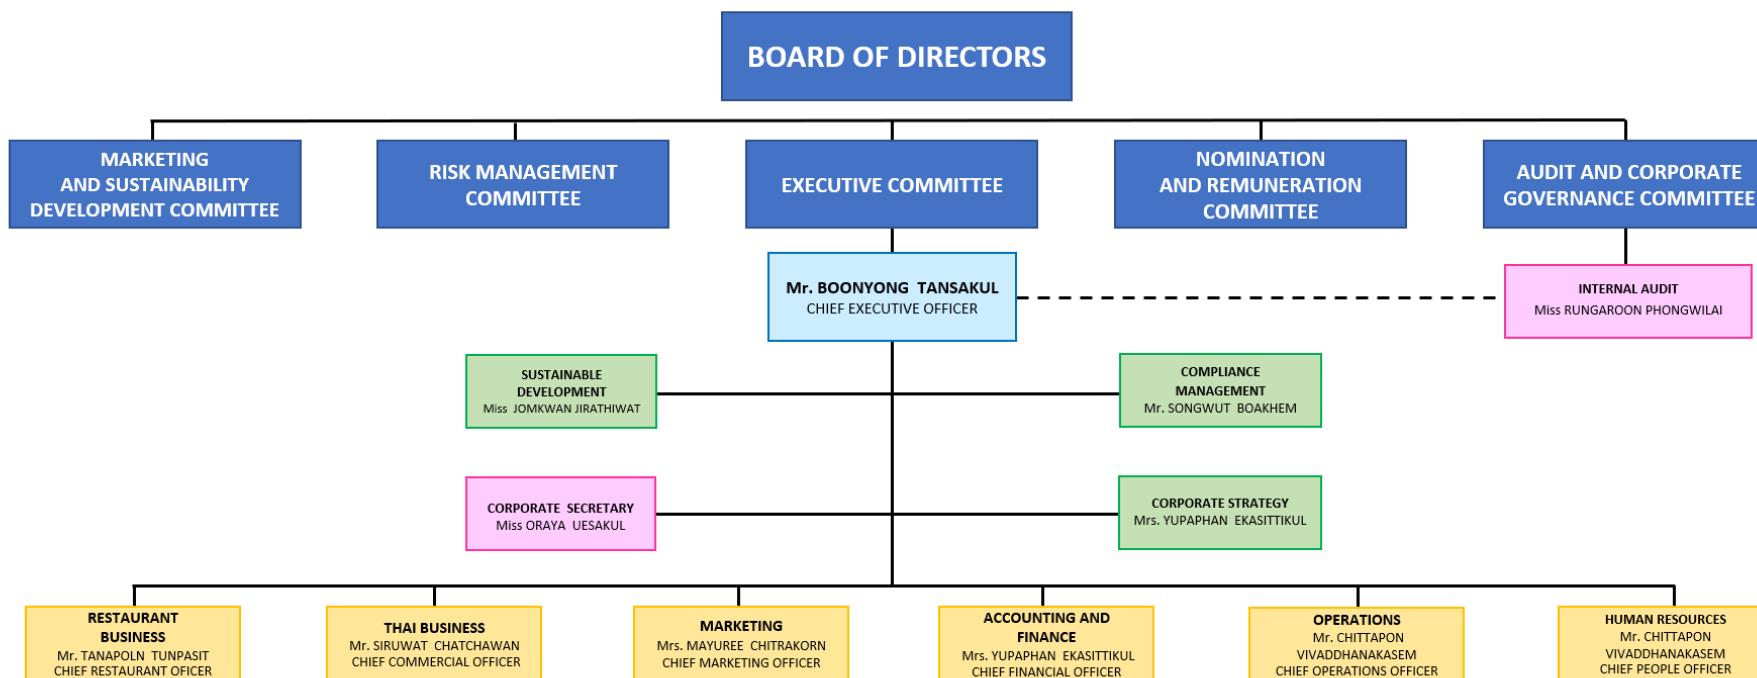 BOARD OF DIRECTORS
MARKETING
AND SUSTAINABILITY
DEVELOPMENT COMMITTEE
RISK MANAGEMENT
COMMITTEE
EXECUTIVE COMMITTEE
NOMINATION
AND REMUNERATION
COMMITTEE
AUDIT AND CORPORATE
GOVERNANCE COMMITTEE
Mr. BOONYONG TANSAKUL
CHIEF EXECUTIVE OFFICER
INTERNAL AUDIT
Miss RUNGAROON PHONGWILAI
SUSTAINABLE
DEVELOPMENT
Miss JOMKWAN JIRATHIWAT
COMPLIANCE
MANAGEMENT
Mr. SONGWUT BOAKHEM
CORPORATE SECRETARY
Miss ORAYA UESAKUL
CORPORATE STRATEGY
Mrs. YUPAPHAN EKASITTIKUL
RESTAURANT
BUSINESS
Mr. TANAPOLN TUNPASIT
CHIEF RESTAURANT OFICER
THAI BUSINESS
Mr. SIRUWAT CHATCHAWAN
CHIEF COMMERCIAL OFFICER
MARKETING
Mrs. MAYUREE CHITRAKORN
CHIEF MARKETING OFFICER
ACCOUNTING AND
FINANCE
Mrs. YUPAPHAN EKASITTIKUL
CHIEF FINANCIAL OFFICER
OPERATIONS
Mr. CHITTAPON
VIVADDHANAKASEM
CHIEF OPERATIONS OFFICER
HUMAN RESOURCES
Mr. CHITTAPON
VIVADDHANAKASEM
CHIEF PEOPLE OFFICER